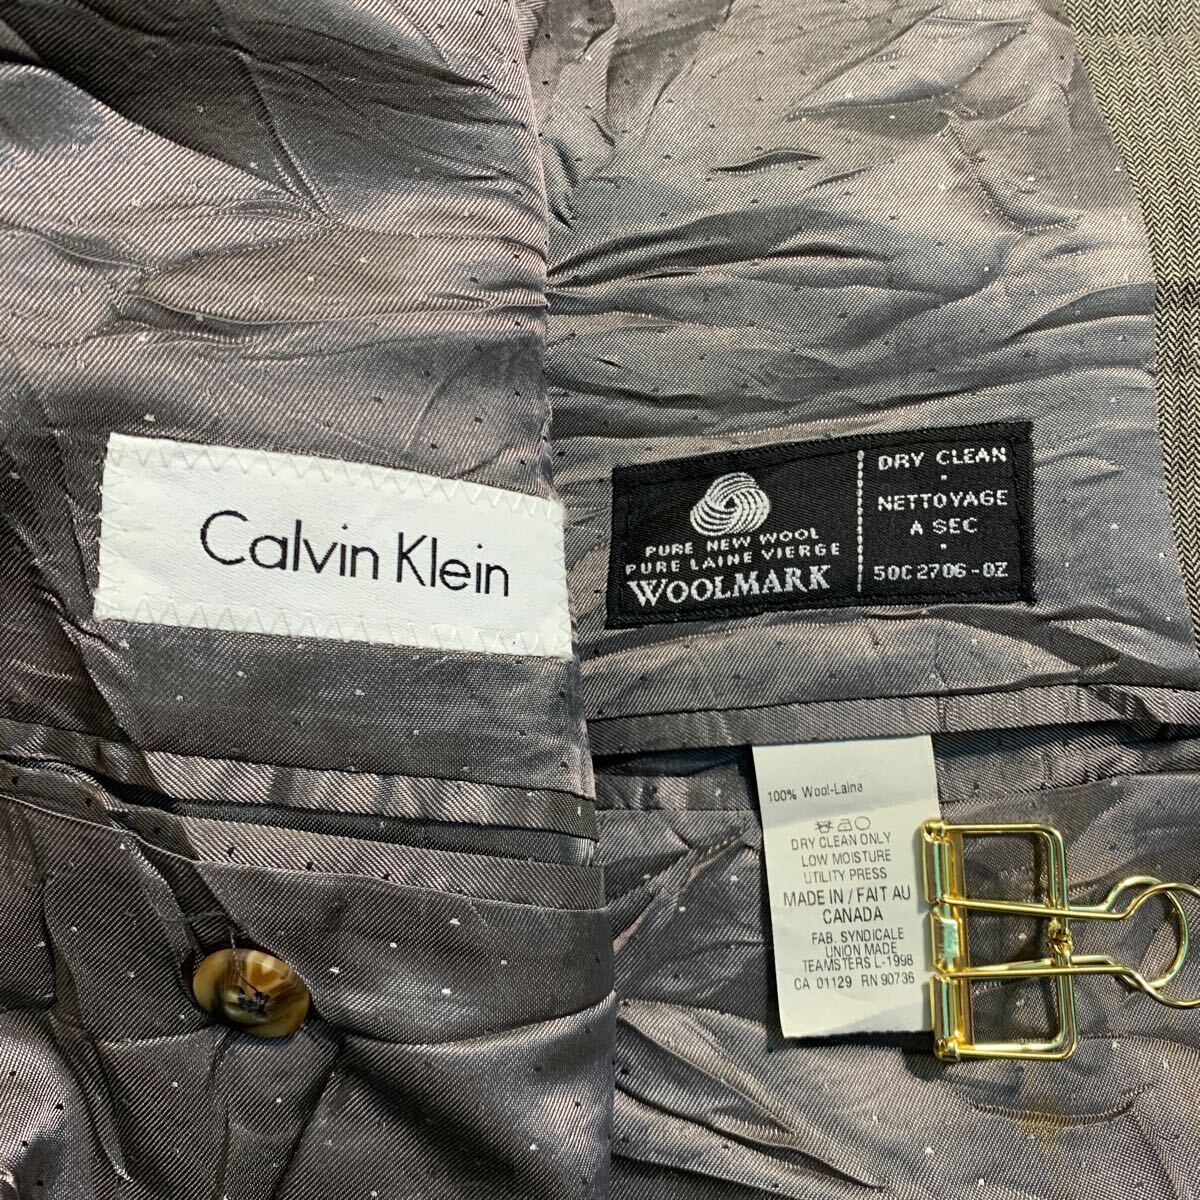 Calvin Klein
PURE NEW WOOL
PURE LAINE VIERGE
WOOLMARK
DRY CLEAN
•
NETTOYAGE
A SEC
•
50C2706-0Z
100% Wool-Laine
DRY CLEAN ONLY
LOW MOISTURE
UTILITY PRESS
MADE IN / FAIT AU
CANADA
FAB. SYNDICALE
UNION MADE
TEAMSTERS L-1998
CA 01129 RN 90736